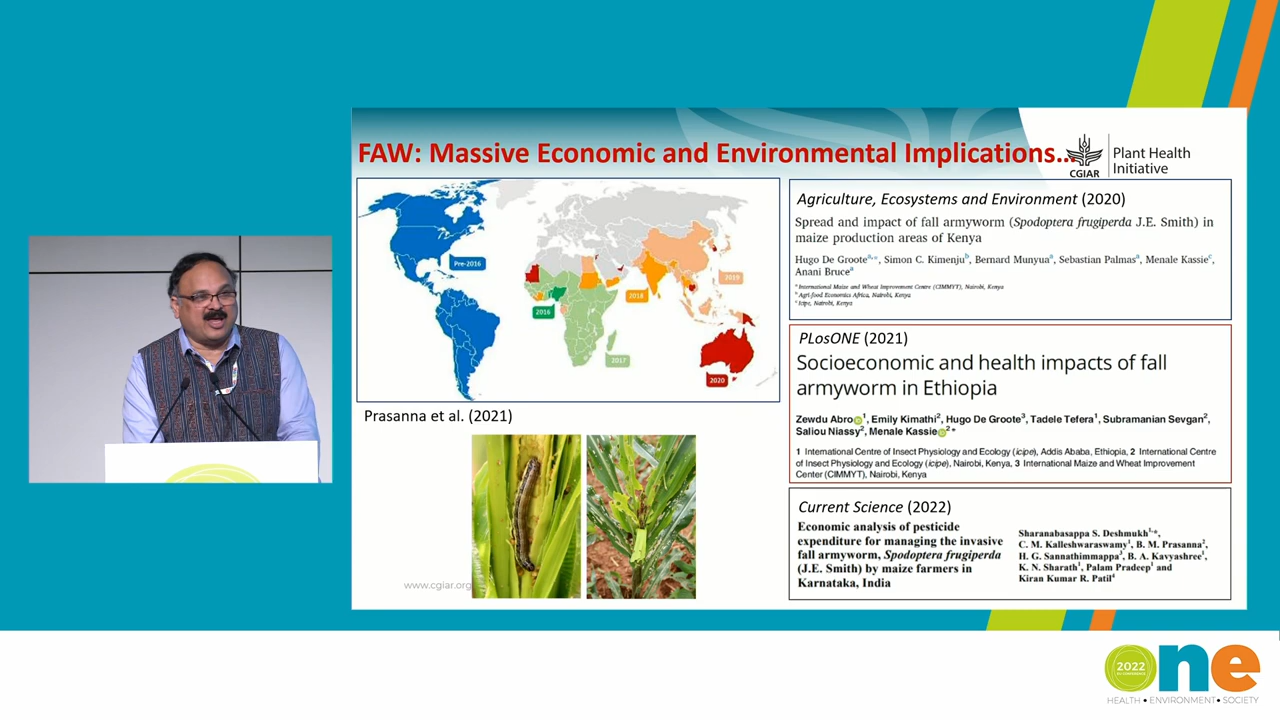 FAW: Massive Economic and Environmental Implications...
CGIAR
Plant Health
Initiative
Pre-2016
2016
2017
2018
2019
2020
Prasanna et al. (2021)
www.cgiar.org
Agriculture, Ecosystems and Environment (2020)
Spread and impact of fall armyworm (Spodoptera frugiperda J.E. Smith) in
maize production areas of Kenya
Hugo De Groote a,*, Simon C. Kimenju b, Bernard Munyua a, Sebastian Palmas a, Menale Kassie c,
Anani Bruce a
a International Maize and Wheat Improvement Centre (CIMMYT), Nairobi, Kenya
b Agri-food Economics Africa, Nairobi, Kenya
c Icipe, Nairobi, Kenya
PLosONE (2021)
Socioeconomic and health impacts of fall
armyworm in Ethiopia
Zewdu Abro 1, Emily Kimathi 2, Hugo De Groote 3, Tadele Tefera 1, Subramanian Sevgan 2,
Saliou Niassy 2, Menale Kassie 2 *
1 International Centre of Insect Physiology and Ecology (icipe), Addis Ababa, Ethiopia, 2 International Centre
of Insect Physiology and Ecology (icipe), Nairobi, Kenya, 3 International Maize and Wheat Improvement
Center (CIMMYT), Nairobi, Kenya
Current Science (2022)
Economic analysis of pesticide
expenditure for managing the invasive
fall armyworm, Spodoptera frugiperda
(J.E. Smith) by maize farmers in
Karnataka, India
Sharanabasappa S. Deshmukh 1,*,
C. M. Kalleshwaraswamy 1, B. M. Prasanna 2,
H. G. Sannathimmappa 3, B. A. Kavyashree 1,
K. N. Sharath 1, Palam Pradeep 1 and
Kiran Kumar R. Patil 4
2022
one
HEALTH • ENVIRONMENT • SOCIETY